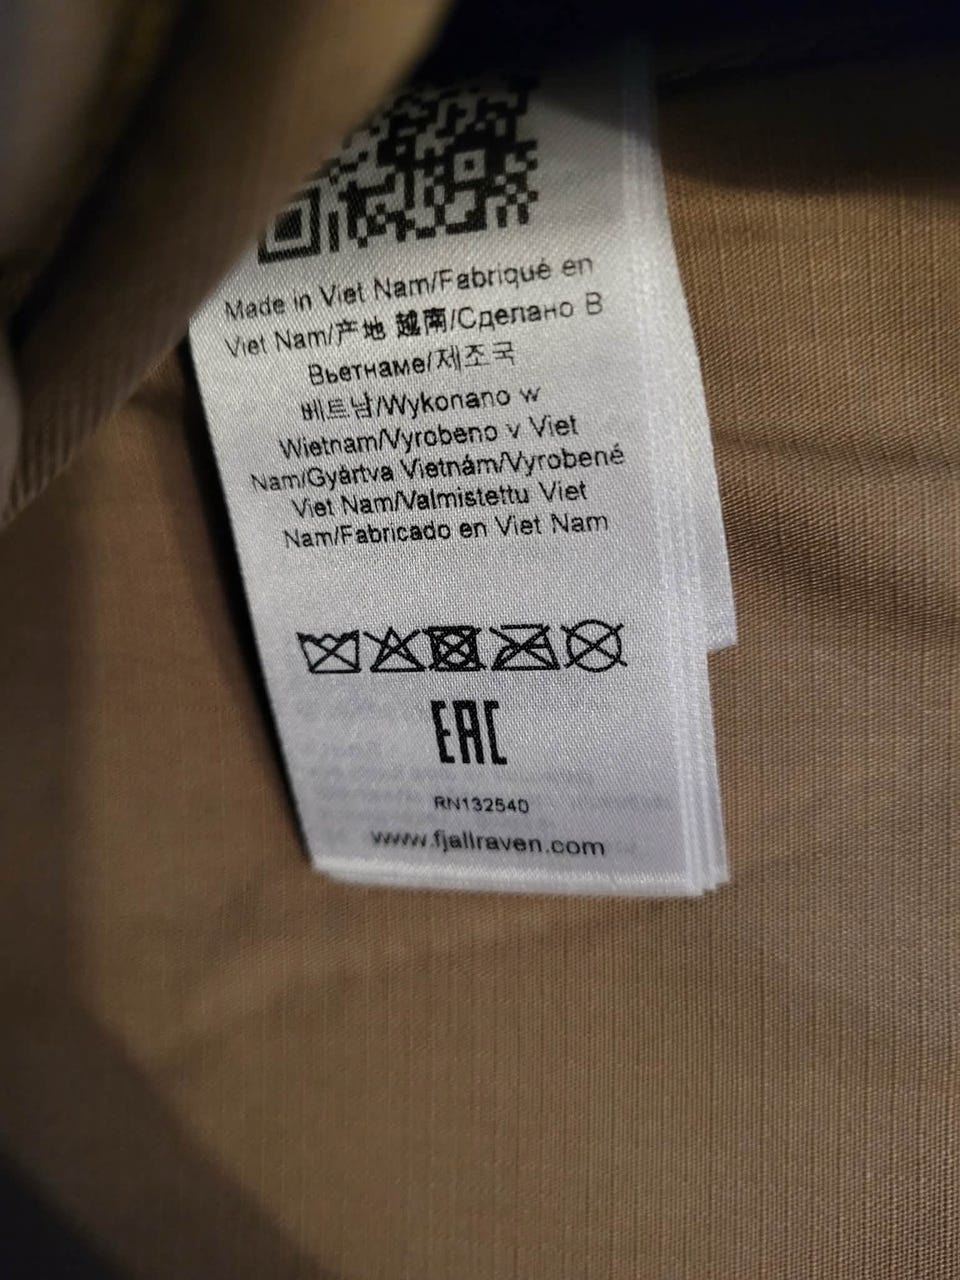 Made in Viet Nam/Fabriqué en
Viet Nam/产地 越南/Сделано В
Вьетнаме/제조국
베트남/Wykonano w
Wietnam/Vyrobeno v Viet
Nam/Gyártva Vietnám/Vyrobené
Viet Nam/Valmistettu Viet
Nam/Fabricado en Viet Nam
EAC
RN132540
www.fjallraven.com